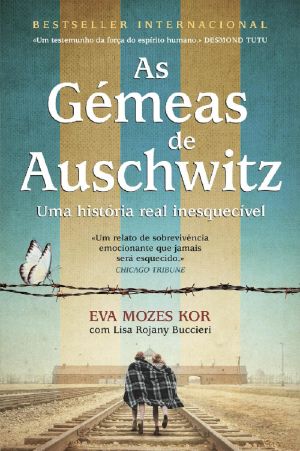 BESTSELLER INTERNACIONAL
«Um testemunho da força do espírito humano.» DESMOND TUTU
As
Gémeas
de
Auschwitz
Uma história real inesquecível
«Um relato de sobrevivência
emocionante que jamais
será esquecido.»
CHICAGO TRIBUNE
EVA MOZES KOR
com Lisa Rojany Buccieri